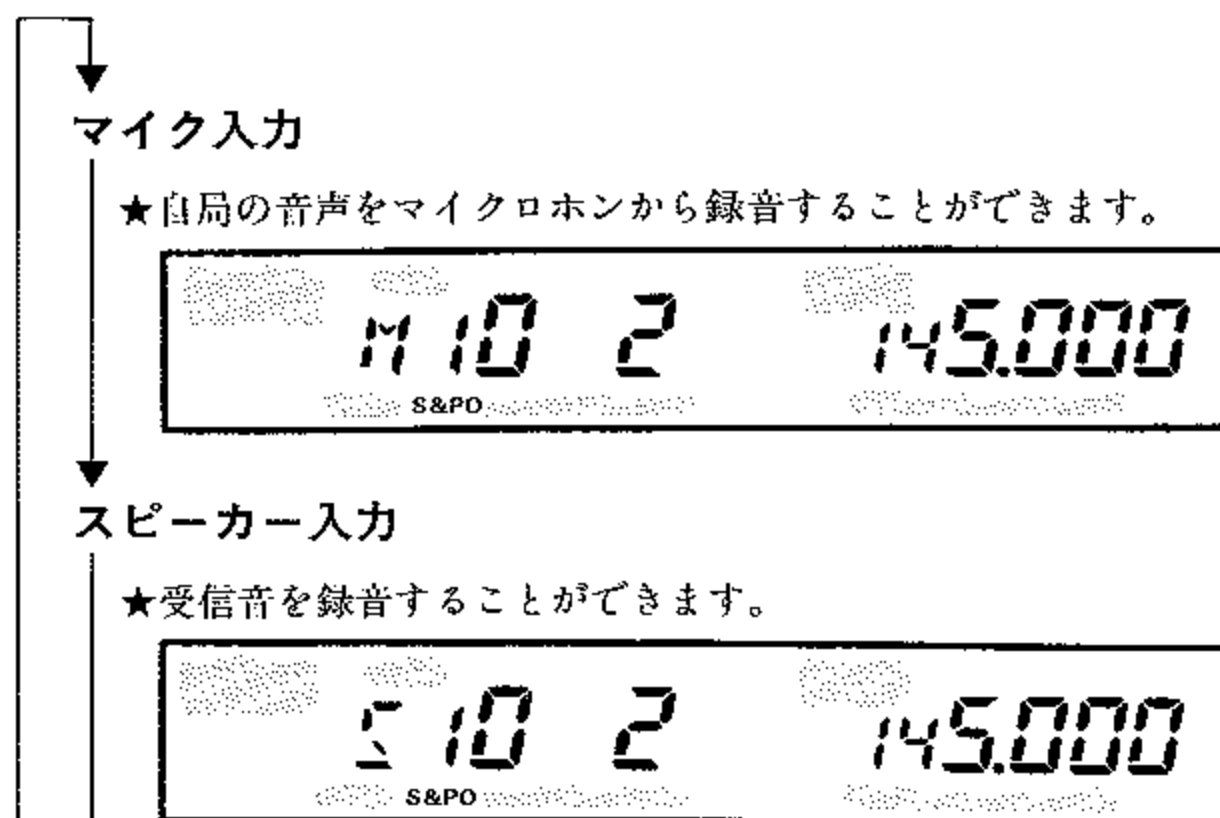 マイク入力
★自局の音声をマイクロホンから録音することができます。
M10 2 145.000
S&PO
スピーカー入力
★受信音を録音することができます。
S10 2 145.000
S&PO